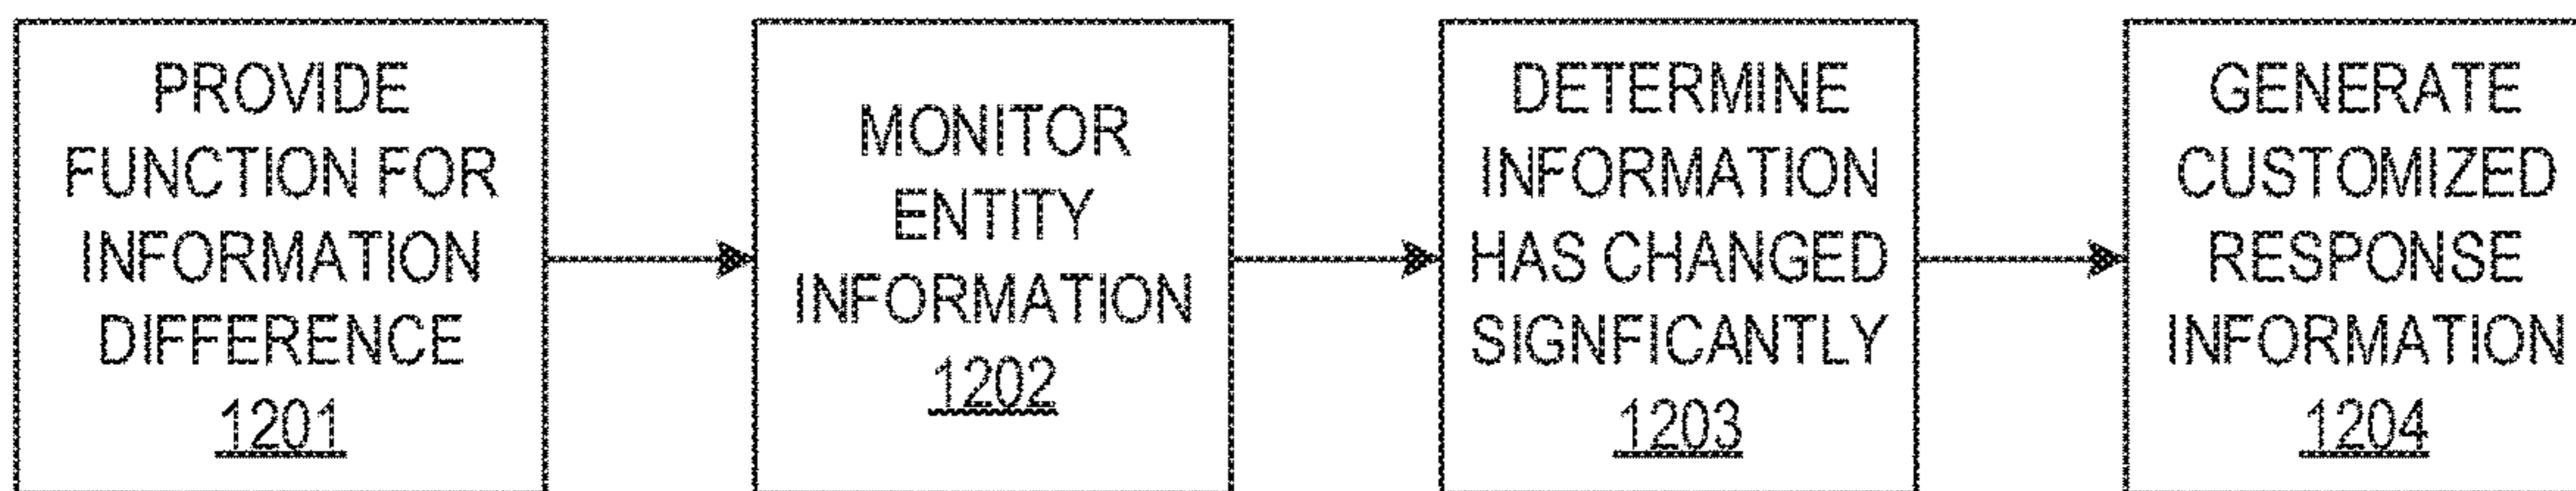 PROVIDE
FUNCTION FOR
INFORMATION
DIFFERENCE
1201
MONITOR
ENTITY
INFORMATION
1202
DETERMINE
INFORMATION
HAS CHANGED
SIGNFICANTLY
1203
GENERATE
CUSTOMIZED
RESPONSE
INFORMATION
1204